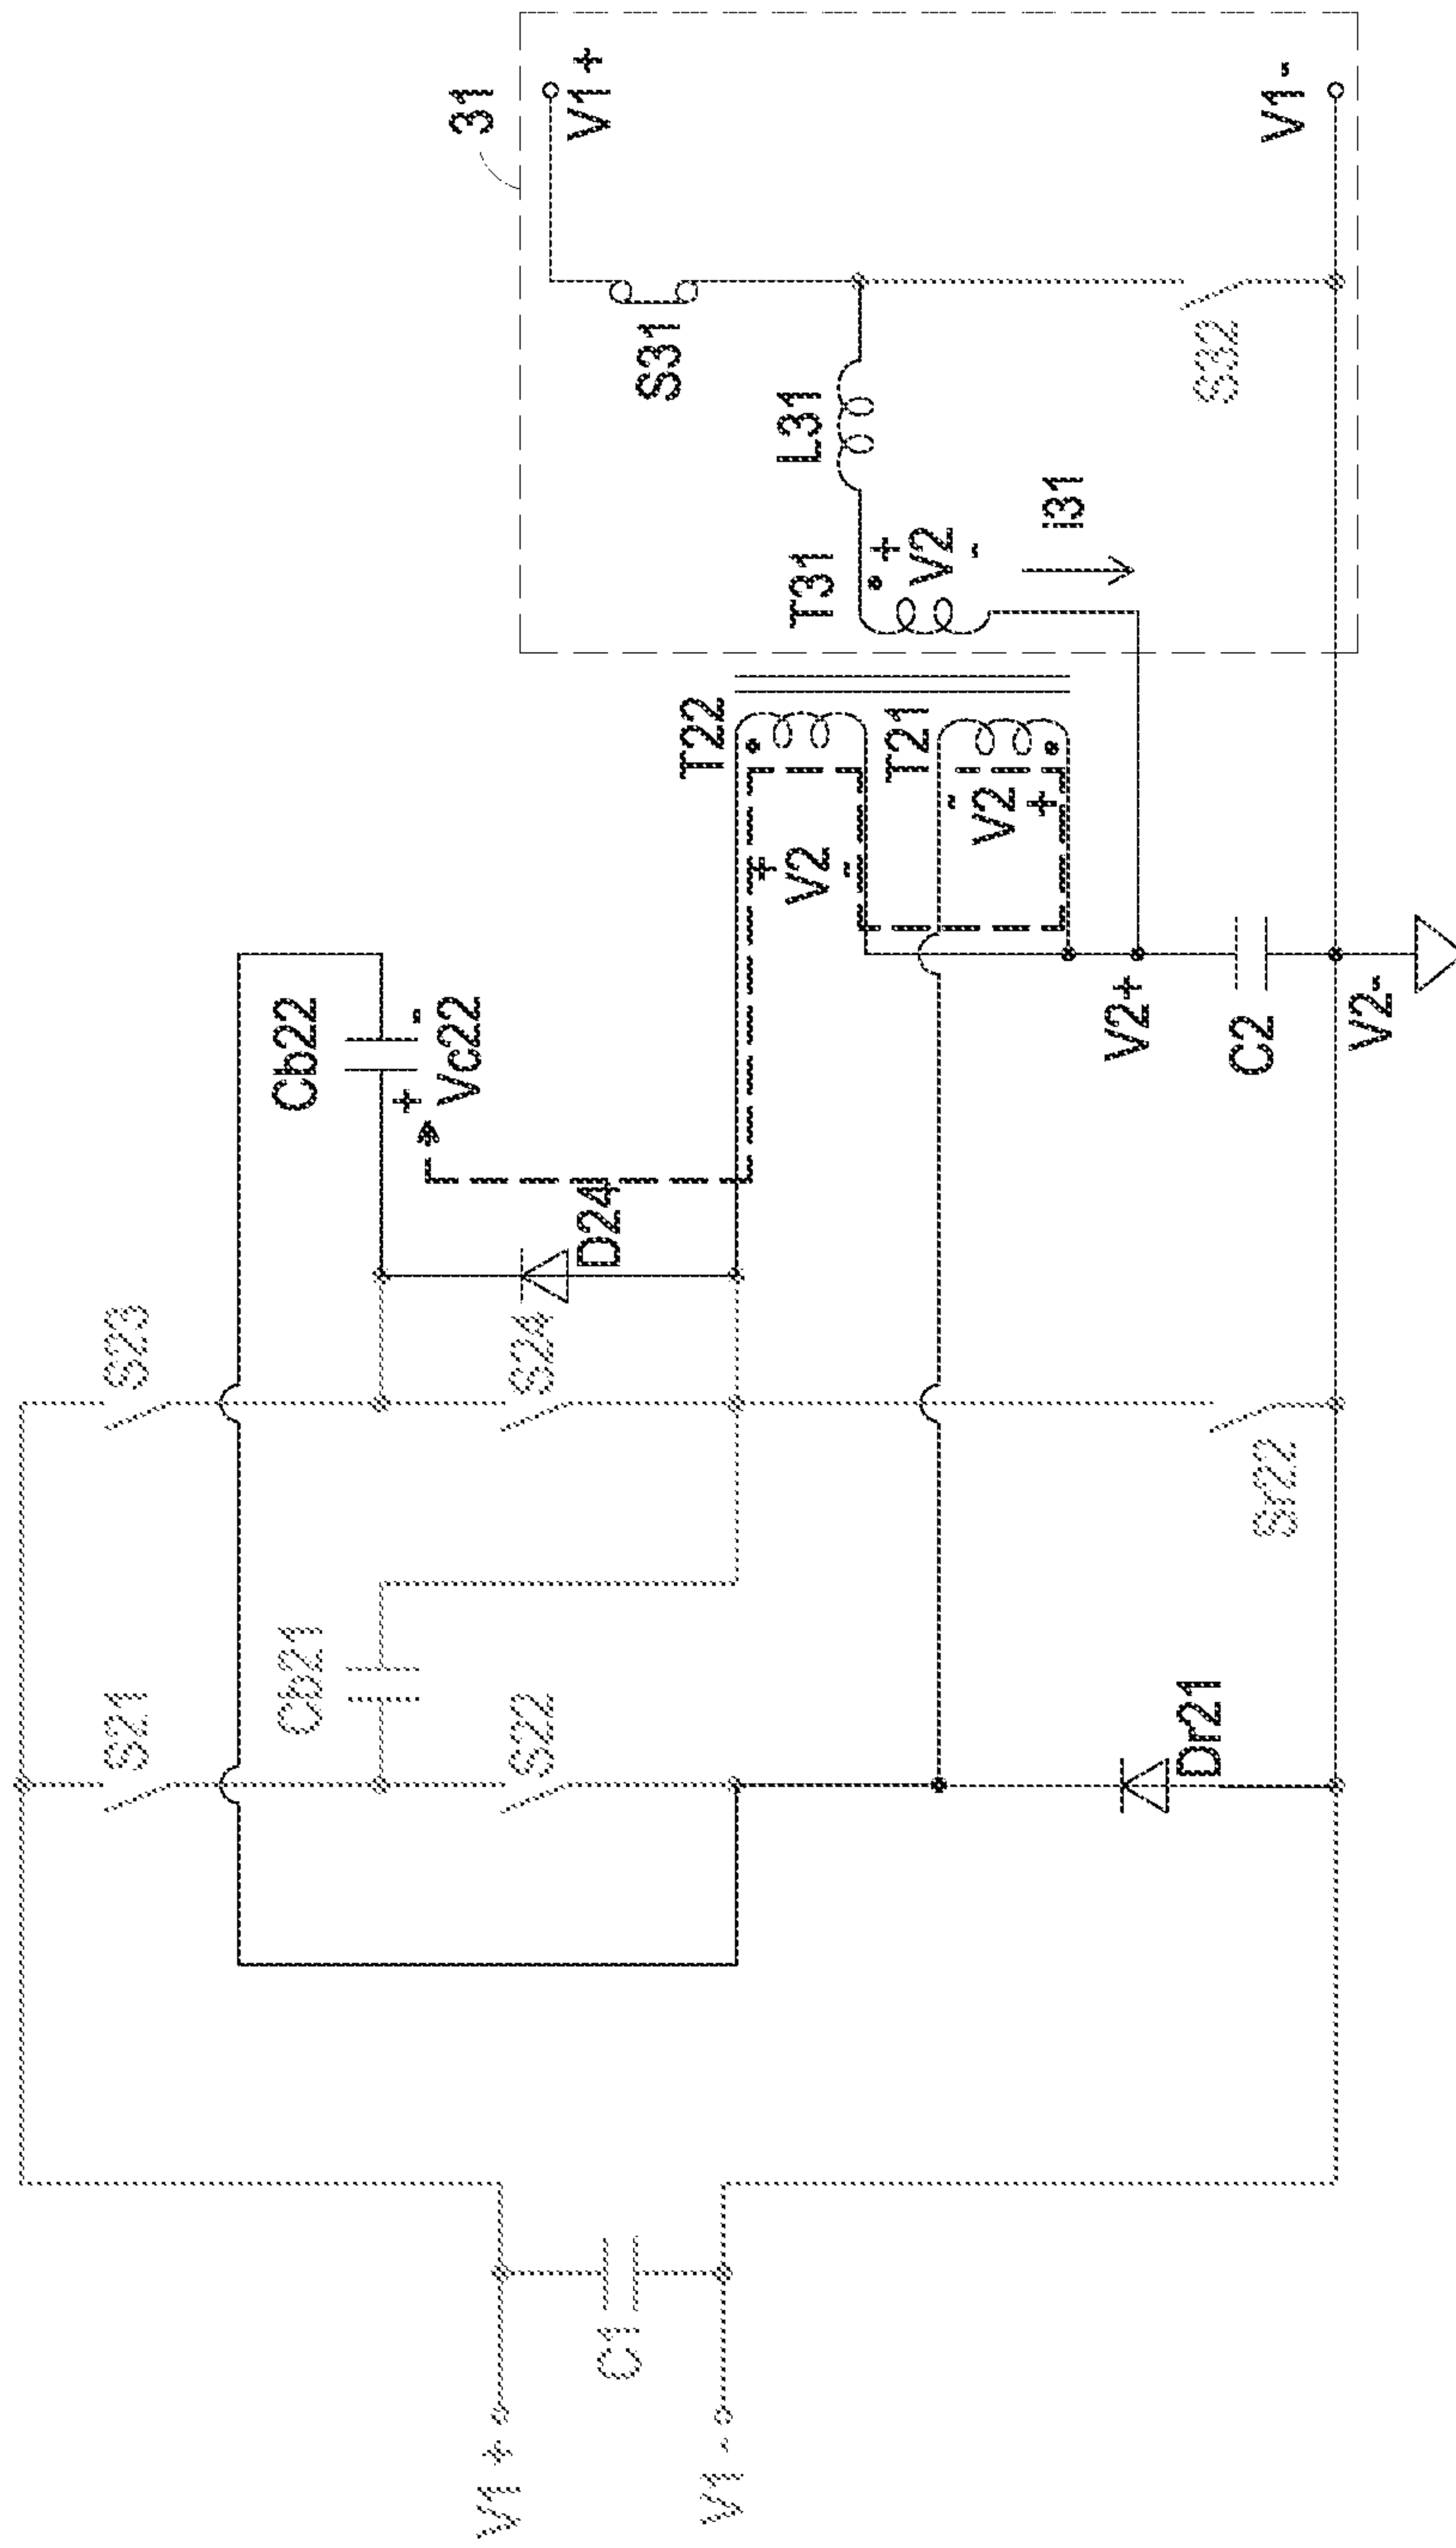 31
V1 +
V1 -
S31
S32
L31
T31
+
V2
-
i31
T22
T21
+
V2
-
-
V2
+
Cb22
+
-
Vc22
D24
V2+
C2
V2-
S23
S24
Sr22
Cb21
S21
S22
Dr21
C1
V1 +
V1 -